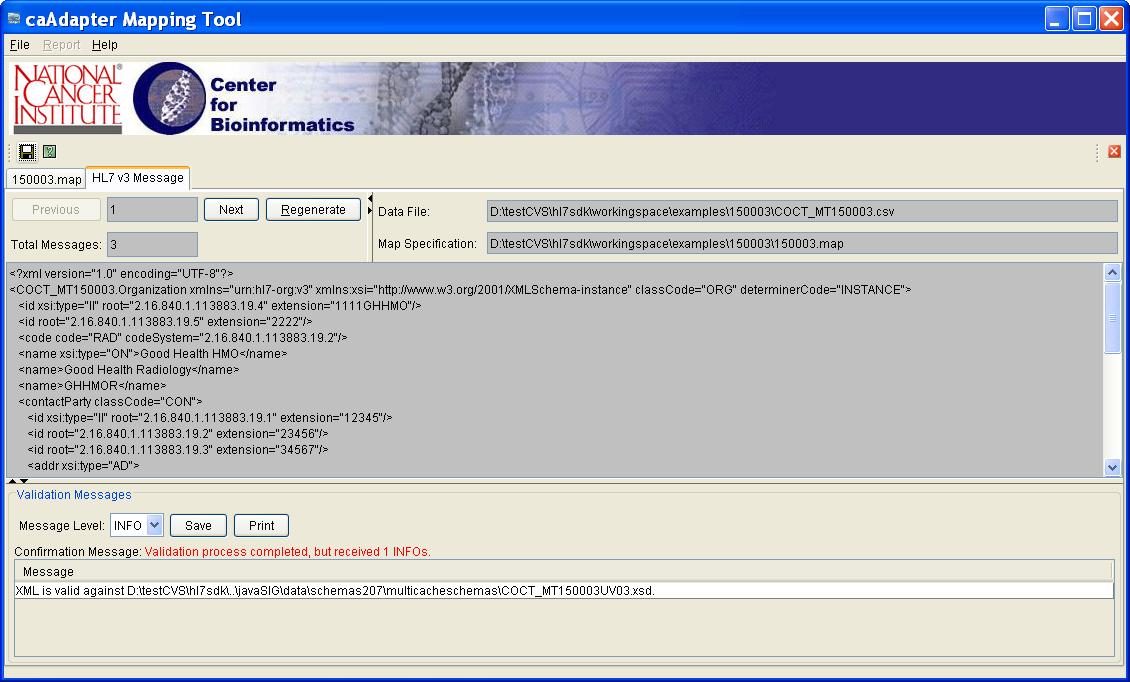 caAdapter Mapping Tool
File Report Help
NATIONAL®
CANCER
INSTITUTE
Center
for
Bioinformatics
150003.map HL7 v3 Message
Previous 1 Next Regenerate
Data File: D:\testCVS\hl7sdk\workingspace\examples\150003\COCT_MT150003.csv
Total Messages: 3
Map Specification: D:\testCVS\hl7sdk\workingspace\examples\150003\150003.map
<?xml version="1.0" encoding="UTF-8"?>
<COCT_MT150003.Organization xmlns="urn:hl7-org:v3" xmlns:xsi="http://www.w3.org/2001/XMLSchema-instance" classCode="ORG" determinerCode="INSTANCE">
<id xsi:type="II" root="2.16.840.1.113883.19.4" extension="1111GHHMO"/>
<id root="2.16.840.1.113883.19.5" extension="2222"/>
<code code="RAD" codeSystem="2.16.840.1.113883.19.2"/>
<name xsi:type="ON">Good Health HMO</name>
<name>Good Health Radiology</name>
<name>GHHMOR</name>
<contactParty classCode="CON">
<id xsi:type="II" root="2.16.840.1.113883.19.1" extension="12345"/>
<id root="2.16.840.1.113883.19.2" extension="23456"/>
<id root="2.16.840.1.113883.19.3" extension="34567"/>
<addr xsi:type="AD">
Validation Messages
Message Level: INFO Save Print
Confirmation Message: Validation process completed, but received 1 INFOs.
Message
XML is valid against D:\testCVS\hl7sdk\..\javaSIG\data\schemas207\multicacheschemas\COCT_MT150003UV03.xsd.